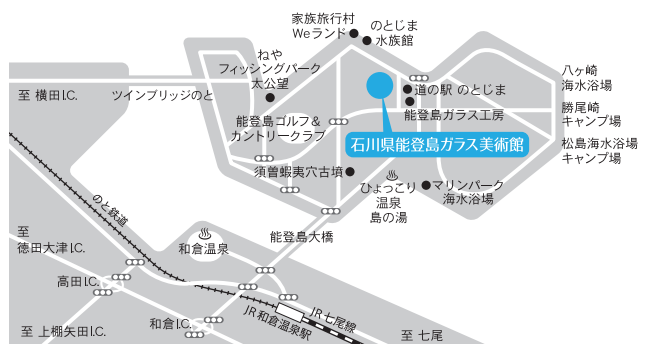 家族旅行村
Weランド
のとじま
水族館
ねや
フィッシングパーク
太公望
八ヶ崎
海水浴場
至 横田I.C.
ツインブリッジのと
道の駅 のとじま
能登島ガラス工房
勝尾崎
キャンプ場
能登島ゴルフ&
カントリークラブ
石川県能登島ガラス美術館
松島海水浴場
キャンプ場
須曽蝦夷穴古墳
ひょっこり
温泉
島の湯
マリンパーク
海水浴場
のと鉄道
至
徳田大津I.C.
和倉温泉
能登島大橋
高田I.C.
和倉I.C.
至 上棚矢田I.C.
JR和倉温泉駅
JR七尾線
至 七尾